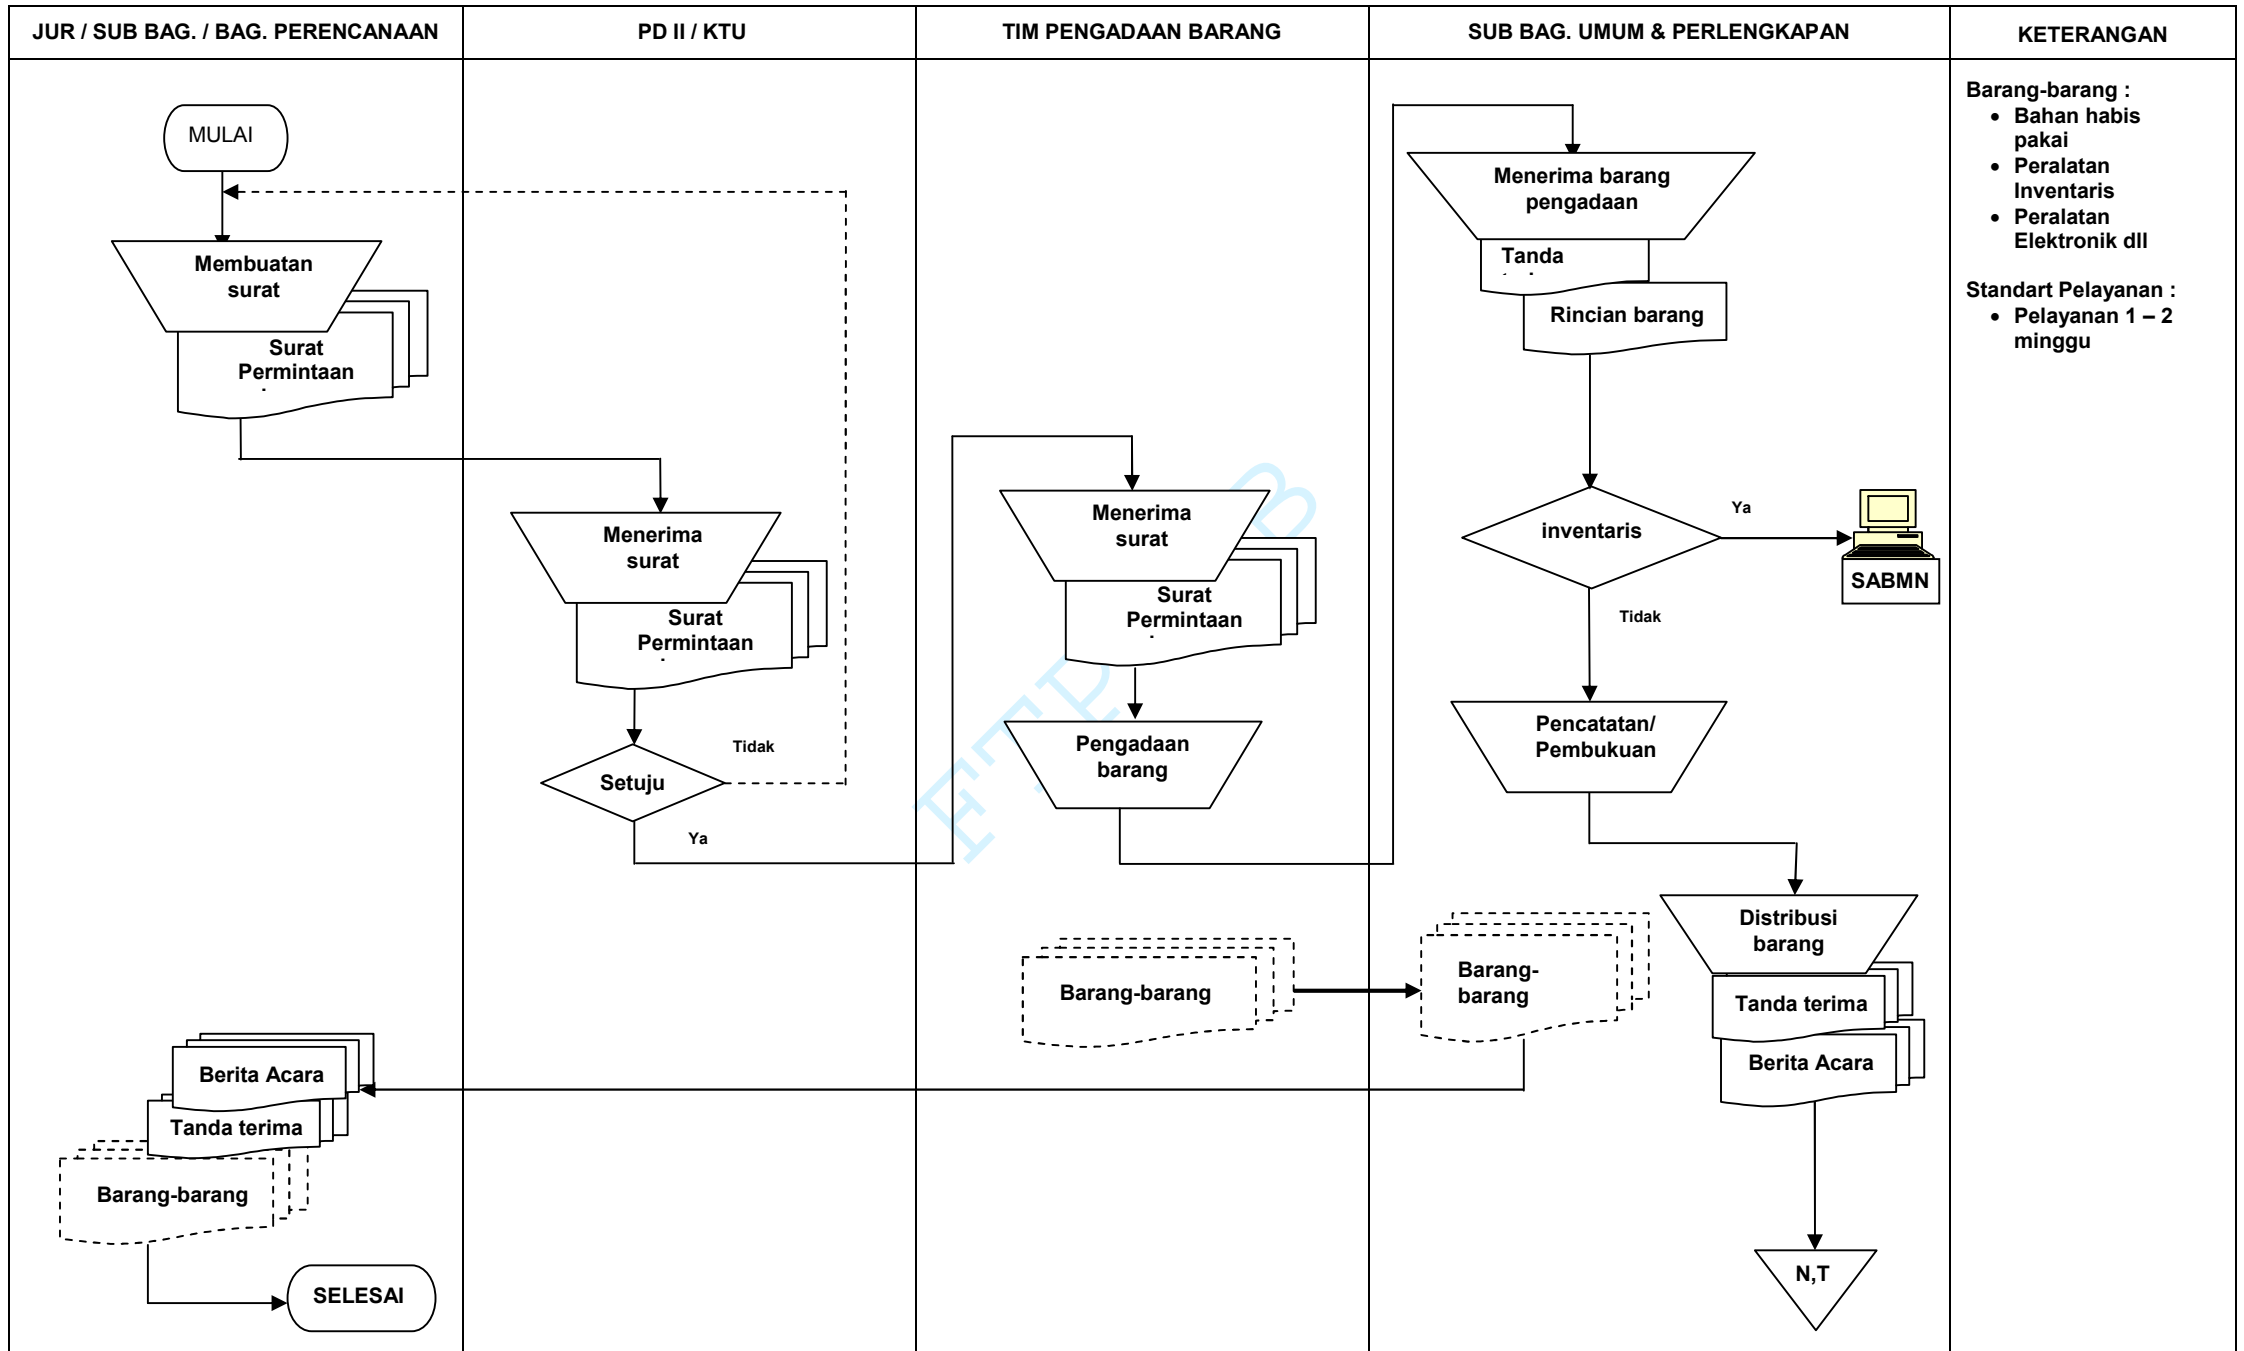 JUR / SUB BAG. / BAG. PERENCANAAN
PD II / KTU
TIM PENGADAAN BARANG
SUB BAG. UMUM & PERLENGKAPAN
KETERANGAN
MULAI
Membuatan
surat
Surat
Permintaan
Menerima
surat
Surat
Permintaan
Setuju
Tidak
Ya
Menerima
surat
Surat
Permintaan
Pengadaan
barang
Barang-barang
Menerima barang
pengadaan
Tanda
Rincian barang
inventaris
Ya
SABMN
Tidak
Pencatatan/
Pembukuan
Distribusi
barang
Tanda terima
Berita Acara
N,T
Barang-
barang
Berita Acara
Tanda terima
Barang-barang
SELESAI
Barang-barang :
• Bahan habis
pakai
• Peralatan
Inventaris
• Peralatan
Elektronik dll
Standart Pelayanan :
• Pelayanan 1 – 2
minggu